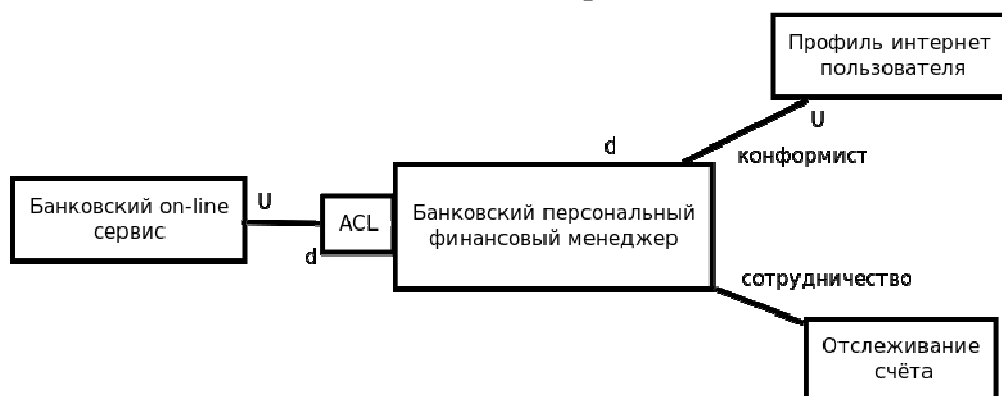 Профиль интернет
пользователя
U
d
конформист
Банковский on-line
сервис
U
ACL
d
Банковский персональный
финансовый менеджер
сотрудничество
Отслеживание
счёта